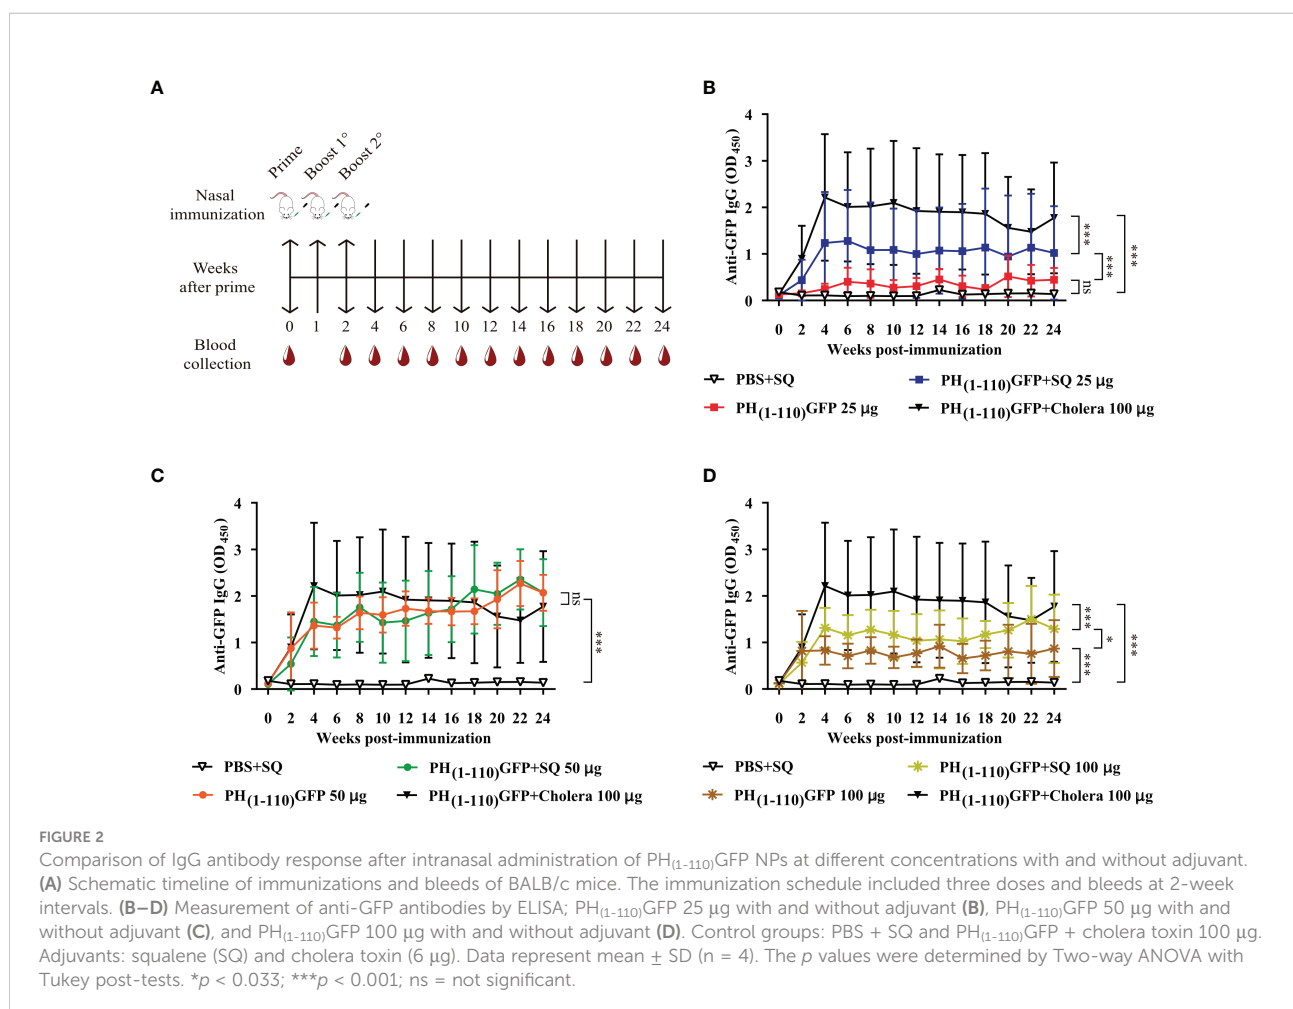 A
Prime
Boost 1°
Boost 2°
Nasal
immunization
Weeks
after prime
0 1 2 4 6 8 10 12 14 16 18 20 22 24
Blood
collection
B
Anti-GFP IgG (OD450)
4
3
2
1
0
0 2 4 6 8 10 12 14 16 18 20 22 24
Weeks post-immunization
***
***
ns
***
PBS+SQ
PH(1-110)GFP+SQ 25 µg
PH(1-110)GFP 25 µg
PH(1-110)GFP+Cholera 100 µg
C
Anti-GFP IgG (OD450)
4
3
2
1
0
0 2 4 6 8 10 12 14 16 18 20 22 24
Weeks post-immunization
ns
***
PBS+SQ
PH(1-110)GFP+SQ 50 µg
PH(1-110)GFP 50 µg
PH(1-110)GFP+Cholera 100 µg
D
Anti-GFP IgG (OD450)
4
3
2
1
0
0 2 4 6 8 10 12 14 16 18 20 22 24
Weeks post-immunization
***
*
***
***
PBS+SQ
PH(1-110)GFP+SQ 100 µg
PH(1-110)GFP 100 µg
PH(1-110)GFP+Cholera 100 µg
FIGURE 2
Comparison of IgG antibody response after intranasal administration of PH(1-110)GFP NPs at different concentrations with and without adjuvant.
(A) Schematic timeline of immunizations and bleeds of BALB/c mice. The immunization schedule included three doses and bleeds at 2-week
intervals. (B–D) Measurement of anti-GFP antibodies by ELISA; PH(1-110)GFP 25 µg with and without adjuvant (B), PH(1-110)GFP 50 µg with and
without adjuvant (C), and PH(1-110)GFP 100 µg with and without adjuvant (D). Control groups: PBS + SQ and PH(1-110)GFP + cholera toxin 100 µg.
Adjuvants: squalene (SQ) and cholera toxin (6 µg). Data represent mean ± SD (n = 4). The p values were determined by Two-way ANOVA with
Tukey post-tests. *p < 0.033; ***p < 0.001; ns = not significant.